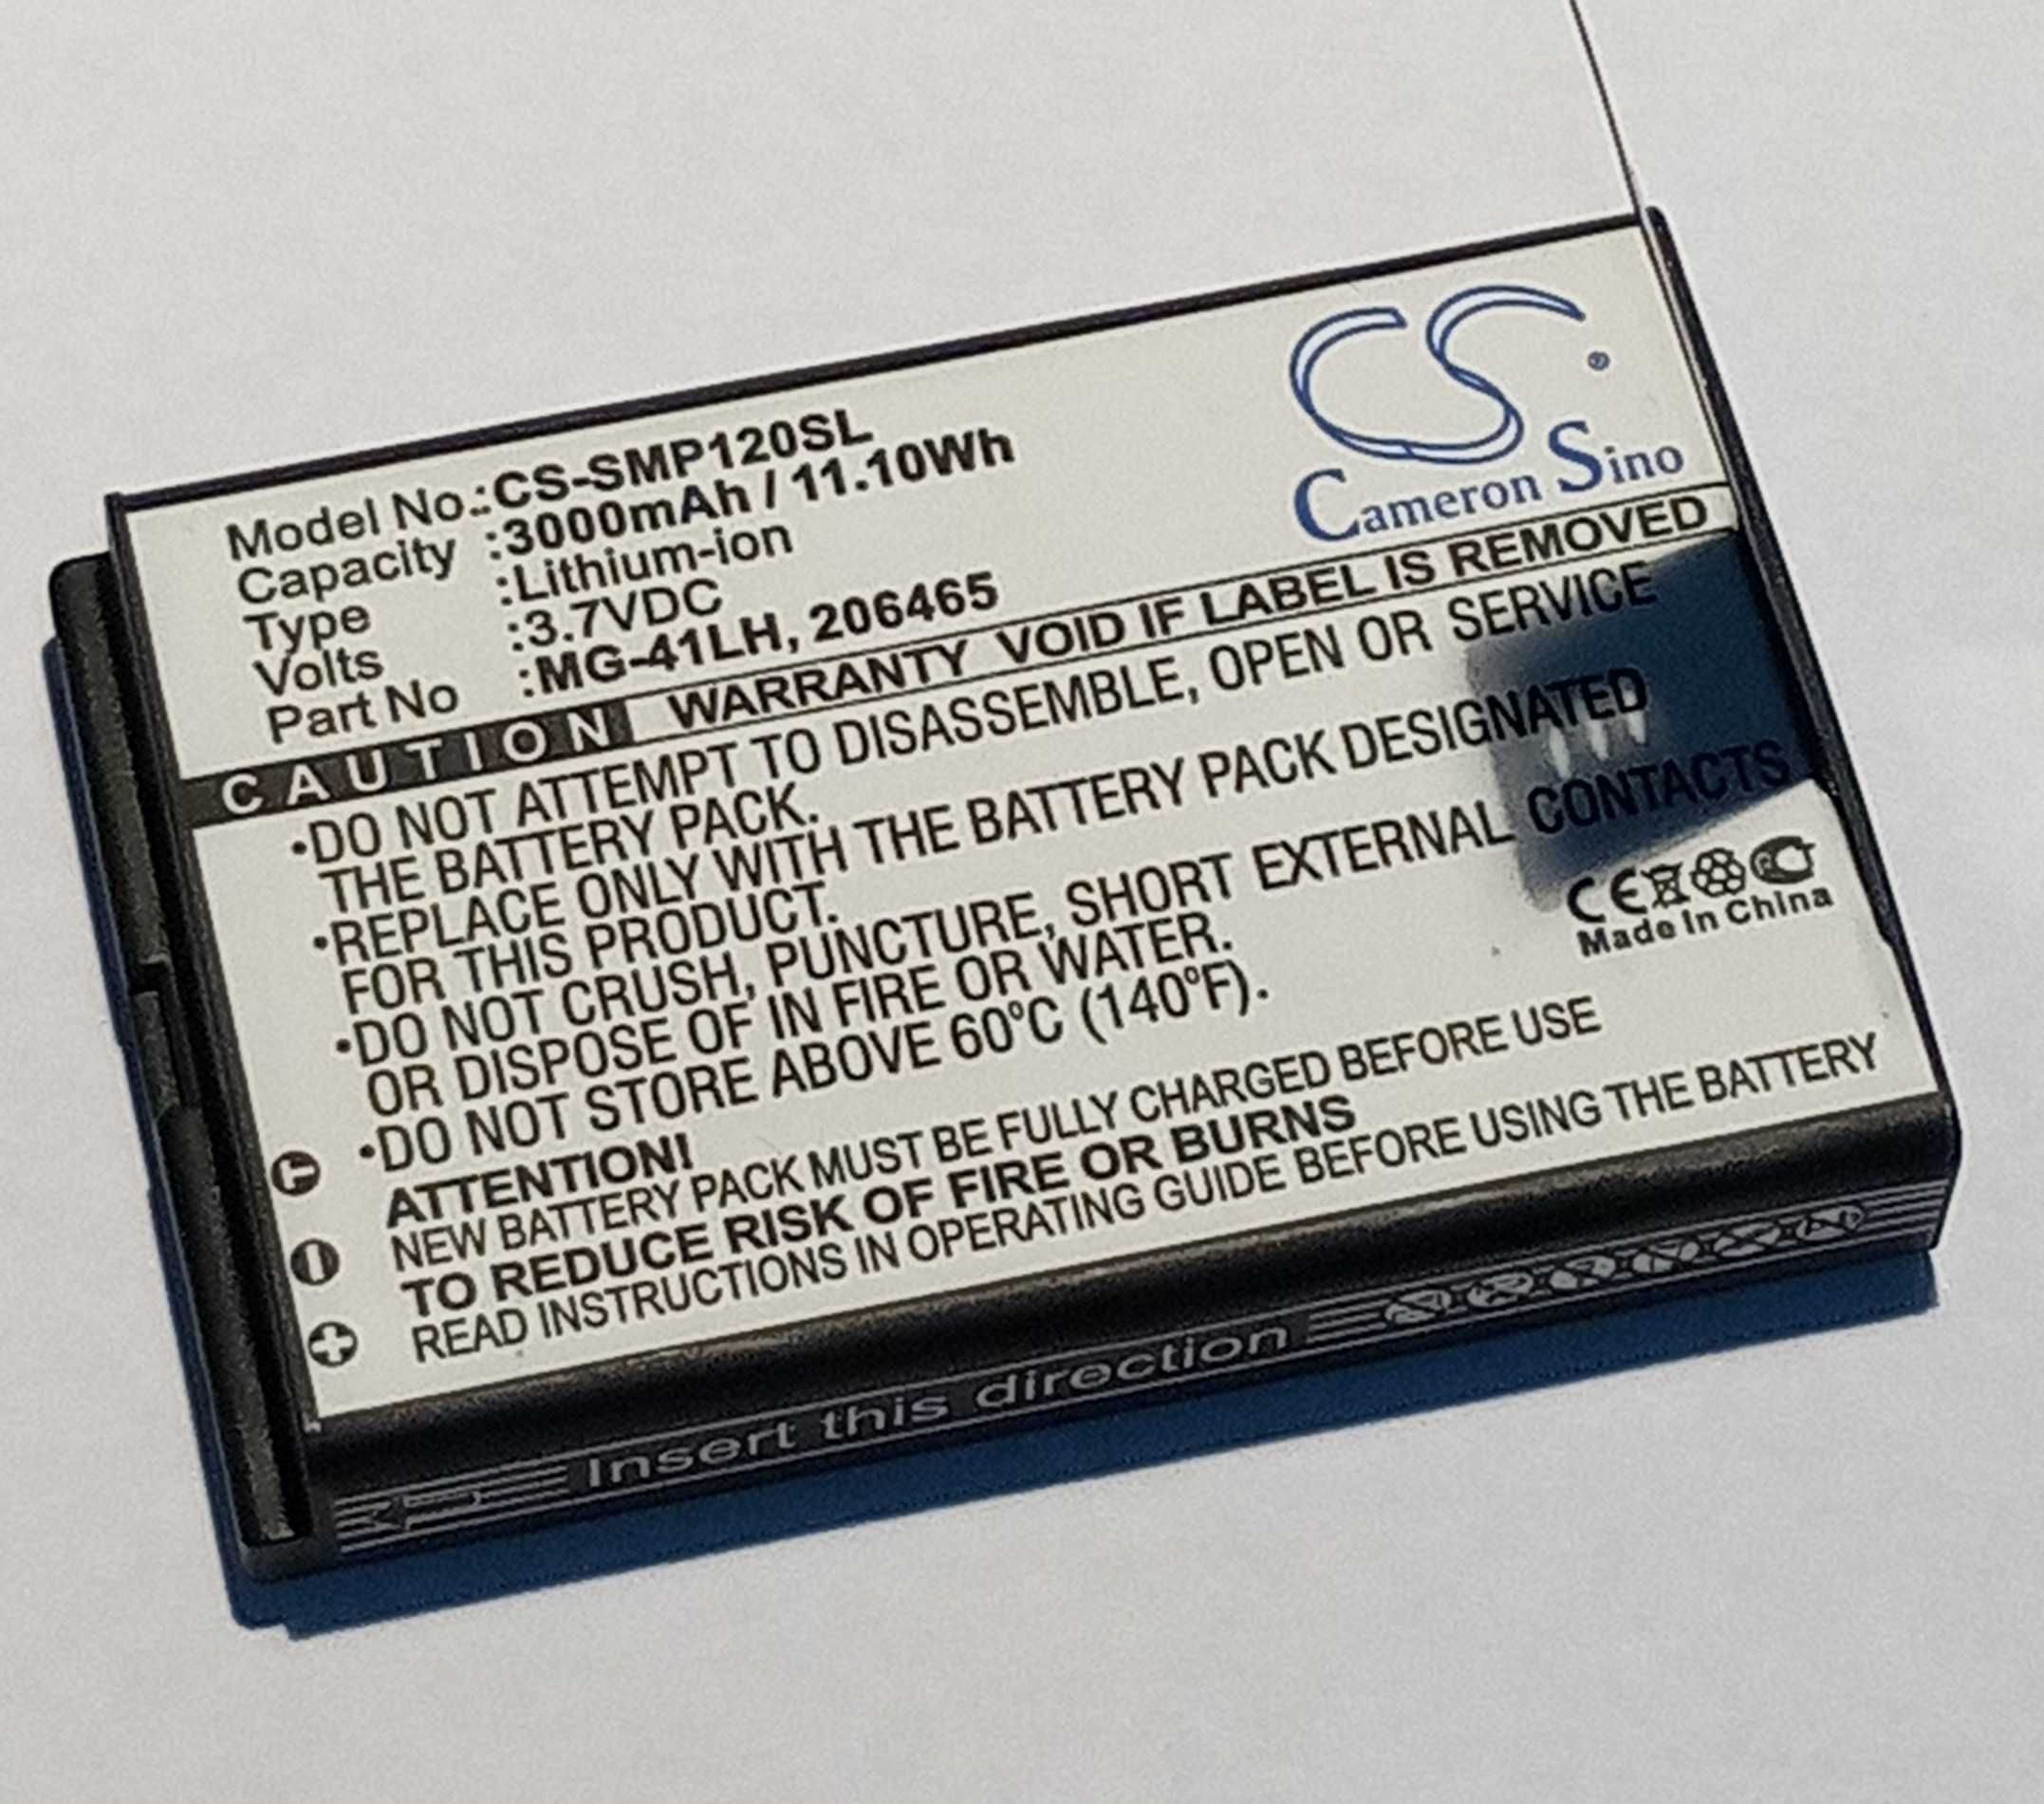 CS®
Cameron Sino
Model No.:CS-SMP120SL
Capacity :3000mAh / 11.10Wh
Type :Lithium-ion
Volts :3.7VDC
Part No :MG-41LH, 206465
CAUTION WARRANTY VOID IF LABEL IS REMOVED
•DO NOT ATTEMPT TO DISASSEMBLE, OPEN OR SERVICE
THE BATTERY PACK.
•REPLACE ONLY WITH THE BATTERY PACK DESIGNATED
FOR THIS PRODUCT.
•DO NOT CRUSH, PUNCTURE, SHORT EXTERNAL CONTACTS
OR DISPOSE OF IN FIRE OR WATER.
•DO NOT STORE ABOVE 60°C (140°F).
CE
Made In China
ATTENTION!
NEW BATTERY PACK MUST BE FULLY CHARGED BEFORE USE
TO REDUCE RISK OF FIRE OR BURNS
READ INSTRUCTIONS IN OPERATING GUIDE BEFORE USING THE BATTERY
T
Insert this direction